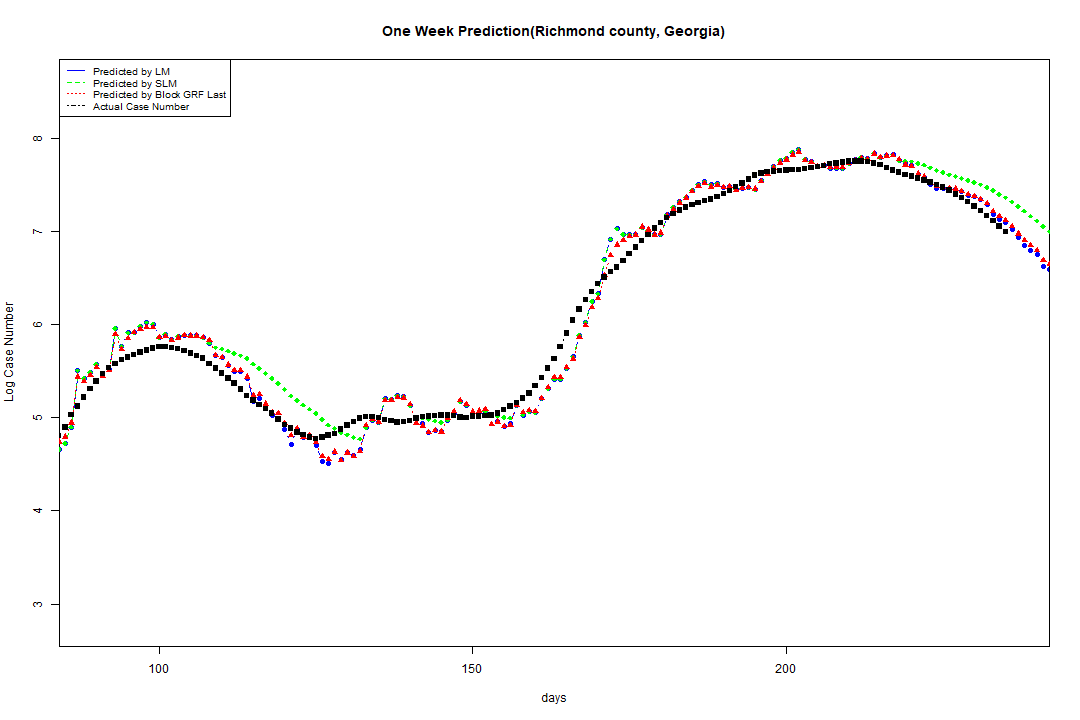 One Week Prediction(Richmond county, Georgia)
Predicted by LM
Predicted by SLM
Predicted by Block GRF Last
Actual Case Number
8
7
6
5
4
3
Log Case Number
100 150 200
days